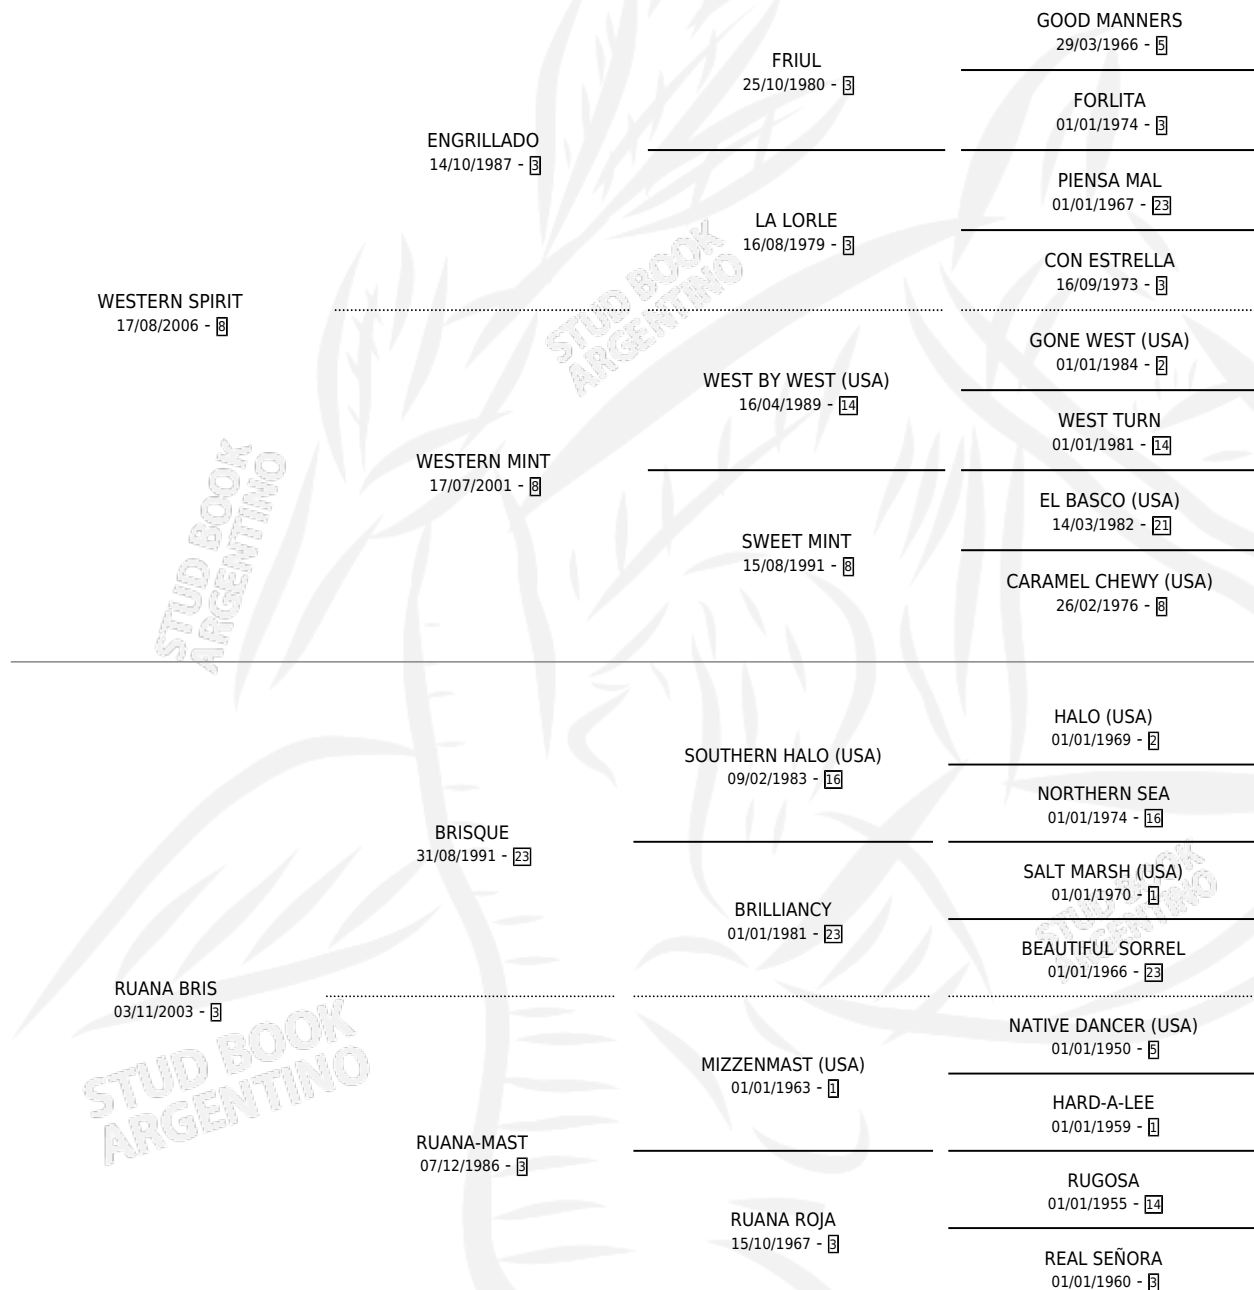 GOOD MANNERS
29/03/1966 - 5
FRIUL
25/10/1980 - 3
FORLITA
01/01/1974 - 3
ENGRILLADO
14/10/1987 - 3
PIENSA MAL
01/01/1967 - 23
LA LORLE
16/08/1979 - 3
CON ESTRELLA
16/09/1973 - 3
WESTERN SPIRIT
17/08/2006 - 8
STUD BOOK
ARGENTINO
GONE WEST (USA)
01/01/1984 - 2
WEST BY WEST (USA)
16/04/1989 - 14
WEST TURN
01/01/1981 - 14
WESTERN MINT
17/07/2001 - 8
EL BASCO (USA)
14/03/1982 - 21
SWEET MINT
15/08/1991 - 8
CARAMEL CHEWY (USA)
26/02/1976 - 8
STUD BOOK
ARGENTINO
HALO (USA)
01/01/1969 - 2
SOUTHERN HALO (USA)
09/02/1983 - 16
NORTHERN SEA
01/01/1974 - 16
BRISQUE
31/08/1991 - 23
SALT MARSH (USA)
01/01/1970 - 1
BRILLIANCY
01/01/1981 - 23
STUD BOOK
ARGENTINO
BEAUTIFUL SORREL
01/01/1966 - 23
RUANA BRIS
03/11/2003 - 3
STUD BOOK
ARGENTINO
NATIVE DANCER (USA)
01/01/1950 - 5
MIZZENMAST (USA)
01/01/1963 - 1
HARD-A-LEE
01/01/1959 - 1
RUANA-MAST
07/12/1986 - 3
RUGOSA
01/01/1955 - 14
RUANA ROJA
15/10/1967 - 3
REAL SEÑORA
01/01/1960 - 3